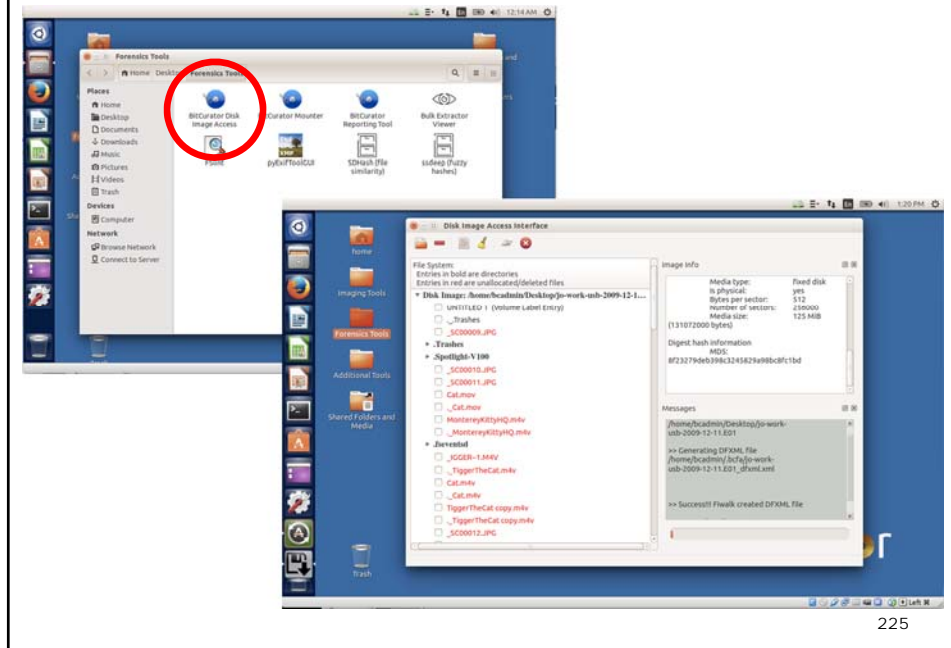 12:14 AM
Forensics Tools
Home Deskto Forensics Tools
Places
Home
Desktop
Documents
Downloads
Music
Pictures
Videos
Trash
Devices
Computer
Network
Browse Network
Connect to Server
BitCurator Disk Image Access
Curator Mounter
BitCurator Reporting Tool
Bulk Extractor Viewer
pyExifToolGUI
SDHash (file similarity)
ssdeep (fuzzy hashes)
and
1:20 PM
home
Imaging Tools
Forensics Tools
Additional Tools
Shared Folders and Media
Trash
Disk Image Access Interface
File System:
Entries in bold are directories
Entries in red are unallocated/deleted files
Disk Image: /home/bcadmin/Desktop/jo-work-usb-2009-12-1...
UNTITLED 1 (Volume Label Entry)
._Trashes
_SC00009.JPG
.Trashes
.Spotlight-V100
_SC00010.JPG
_SC00011.JPG
Cat.mov
._Cat.mov
MontereyKittyHQ.m4v
._MontereyKittyHQ.m4v
.fseventsd
_IGGER~1.M4V
._TiggerTheCat.m4v
Cat.m4v
._Cat.m4v
TiggerTheCat copy.m4v
._TiggerTheCat copy.m4v
_SC00012.JPG
Image Info
Media type: fixed disk
Is physical: yes
Bytes per sector: 512
Number of sectors: 256000
Media size: 125 MiB
(131072000 bytes)
Digest hash information
MD5:
8f23279deb398c3245829a98bc8fc1bd
Messages
/home/bcadmin/Desktop/jo-work-
usb-2009-12-11.E01
>> Generating DFXML File
/home/bcadmin/.bcfa/jo-work-
usb-2009-12-11.E01_dfxml.xml
>> Success!!! Fiwalk created DFXML File
or
Left ⌘
225